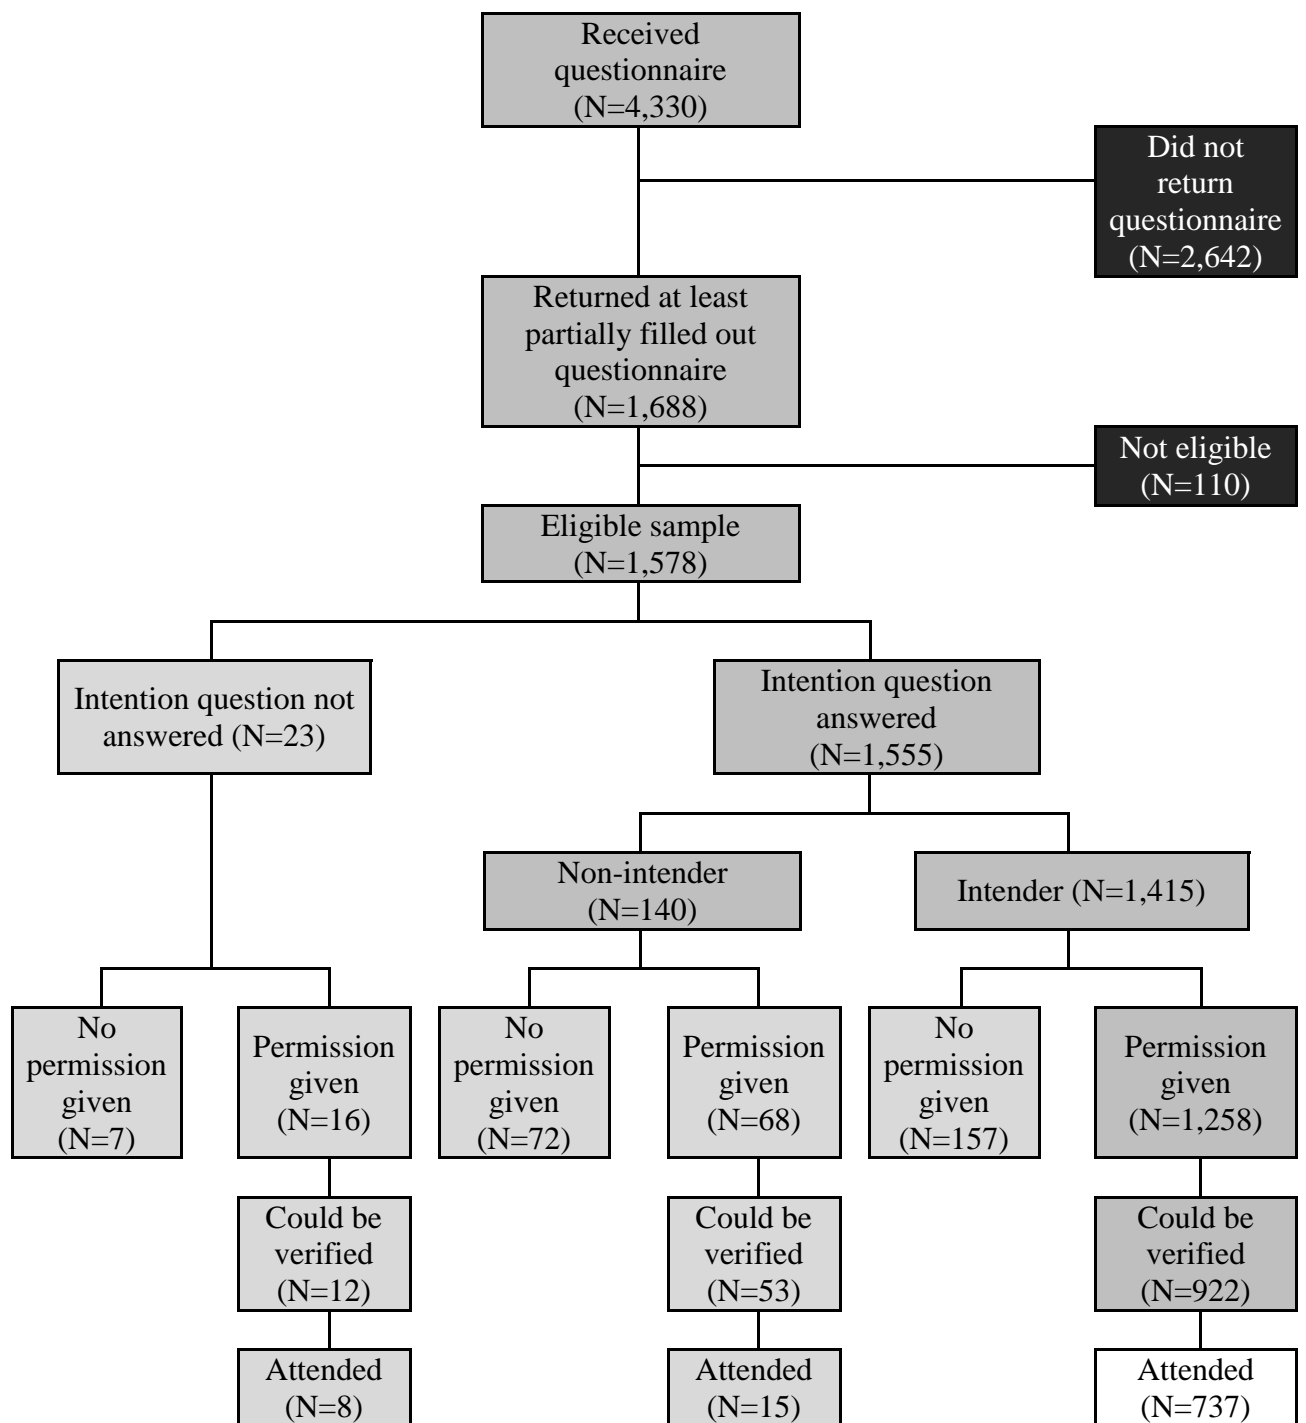 Received
questionnaire
(N=4,330)
Did not
return
questionnaire
(N=2,642)
Returned at least
partially filled out
questionnaire
(N=1,688)
Not eligible
(N=110)
Eligible sample
(N=1,578)
Intention question not
answered (N=23)
Intention question
answered
(N=1,555)
Non-intender
(N=140)
Intender (N=1,415)
No
permission
given
(N=7)
Permission
given
(N=16)
No
permission
given
(N=72)
Permission
given
(N=68)
No
permission
given
(N=157)
Permission
given
(N=1,258)
Could be
verified
(N=12)
Could be
verified
(N=53)
Could be
verified
(N=922)
Attended
(N=8)
Attended
(N=15)
Attended
(N=737)